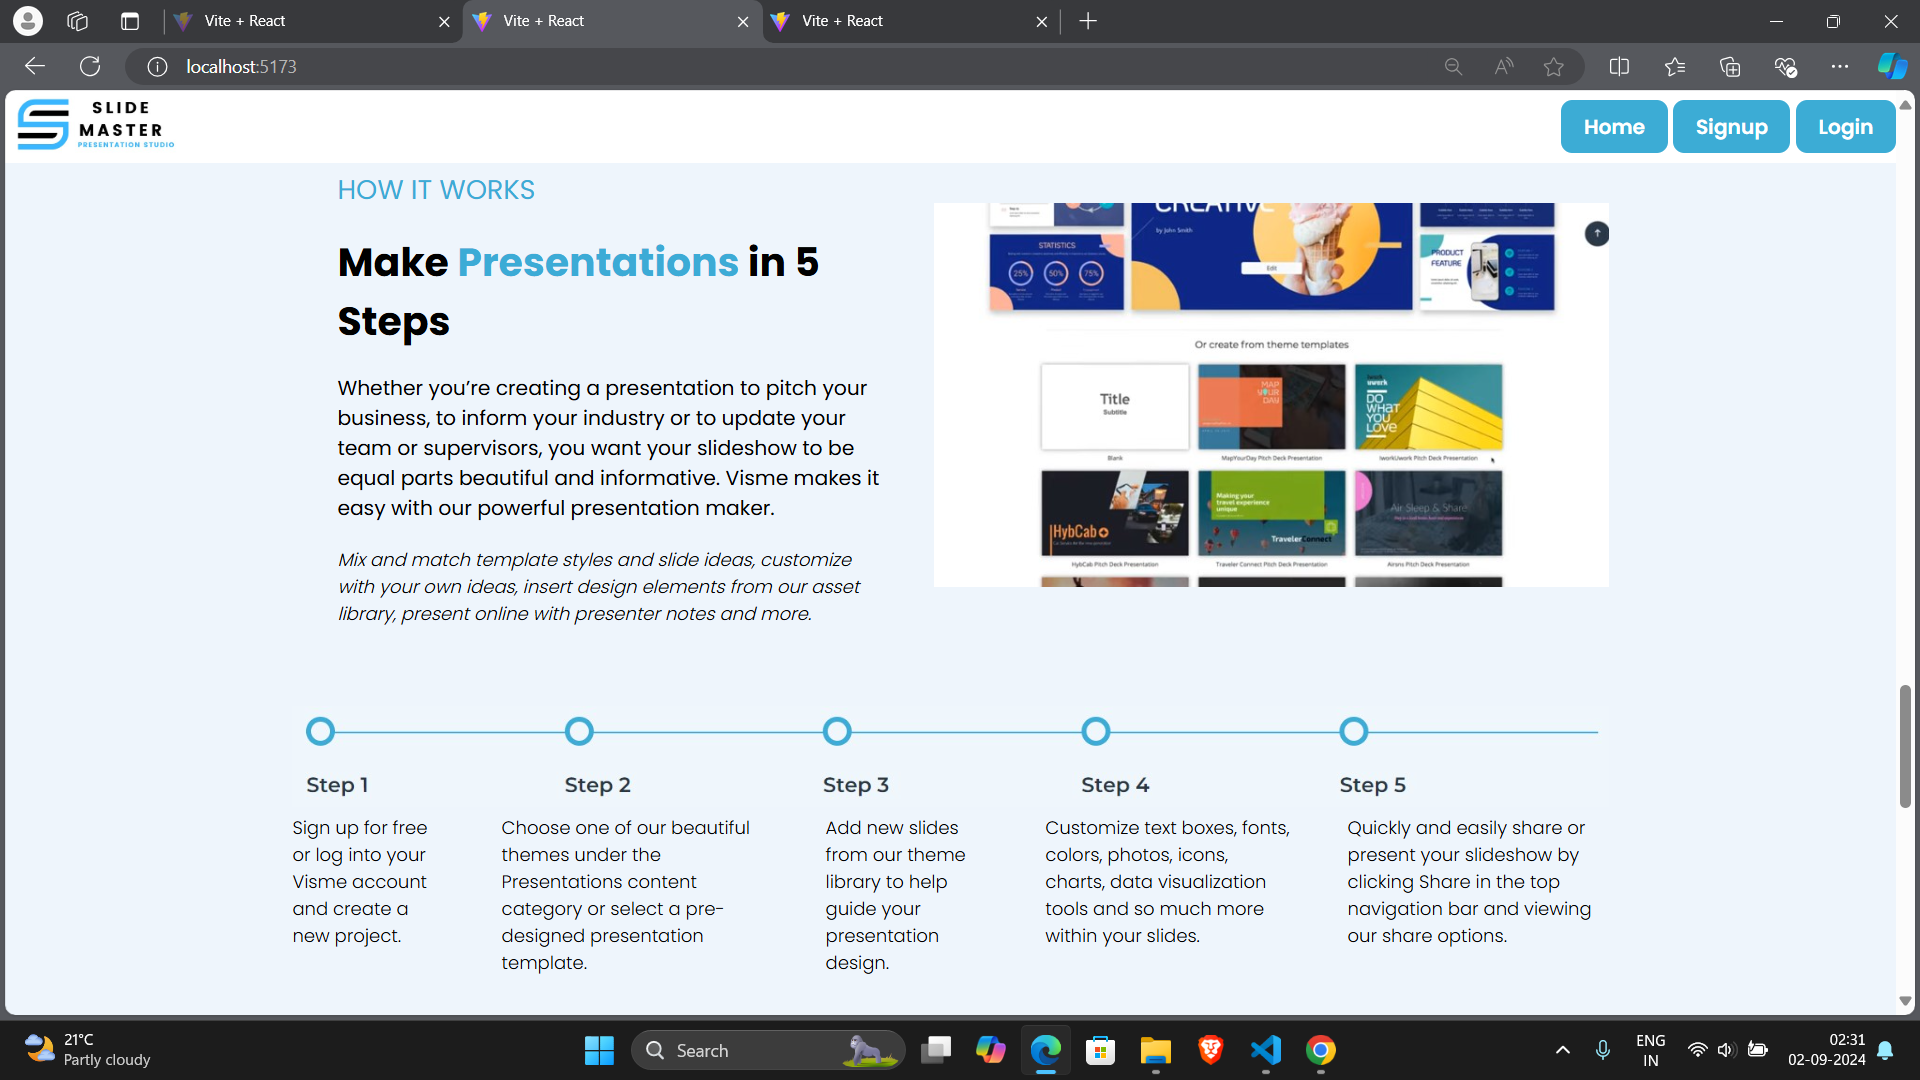 Vite + React
Vite + React
Vite + React
localhost:5173
SLIDE
MASTER
PRESENTATION STUDIO
Home
Signup
Login
HOW IT WORKS
Make Presentations in 5
Steps
Whether you’re creating a presentation to pitch your
business, to inform your industry or to update your
team or supervisors, you want your slideshow to be
equal parts beautiful and informative. Visme makes it
easy with our powerful presentation maker.
Mix and match template styles and slide ideas, customize
with your own ideas, insert design elements from our asset
library, present online with presenter notes and more.
CREATIVE
by John Smith
Edit
STATISTICS
25%
50%
75%
PRODUCT
FEATURE
Or create from theme templates
Title
Subtitle
Blank
MAP
YOUR
DAY
MapYourDay Pitch Deck Presentation
uwerk
DO
WHAT
YOU
LOVE
IworkUwork Pitch Deck Presentation
HybCab
HybCab Pitch Deck Presentation
Making your
travel experience
unique
TravelerConnect
Traveler Connect Pitch Deck Presentation
Air Sleep & Share
Airsns Pitch Deck Presentation
Step 1
Step 2
Step 3
Step 4
Step 5
Sign up for free
or log into your
Visme account
and create a
new project.
Choose one of our beautiful
themes under the
Presentations content
category or select a pre-
designed presentation
template.
Add new slides
from our theme
library to help
guide your
presentation
design.
Customize text boxes, fonts,
colors, photos, icons,
charts, data visualization
tools and so much more
within your slides.
Quickly and easily share or
present your slideshow by
clicking Share in the top
navigation bar and viewing
our share options.
21°C
Partly cloudy
Search
ENG
IN
02:31
02-09-2024